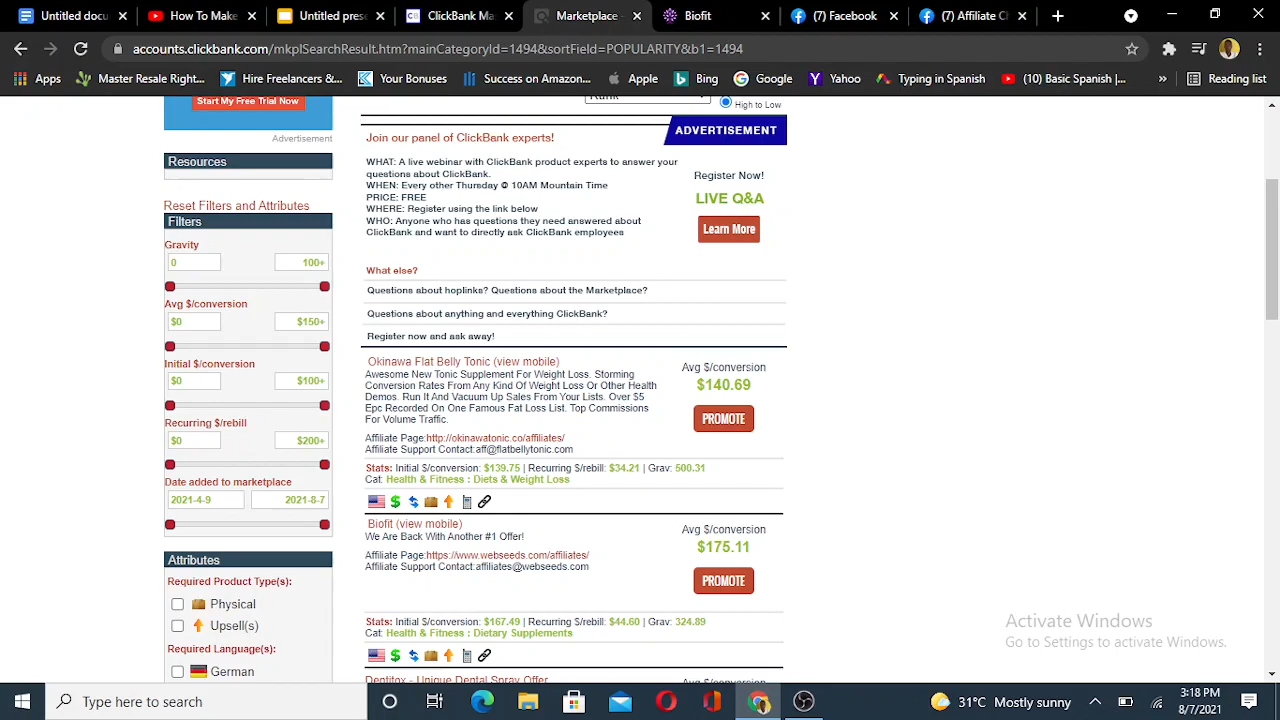 Untitled docu
How To Make
Untitled pres
ClickBank Ma
Marketplace -
(7) Facebook
(7) Affiliate C
accounts.clickbank.com/mkplSearchResult.htm?mainCategoryId=1494&sortField=POPULARITY&b1=1494
Apps
Master Resale Right...
Hire Freelancers &...
Your Bonuses
Success on Amazon...
Apple
Bing
Google
Yahoo
Typing in Spanish
(10) Basic Spanish |...
»
Reading list
Start My Free Trial Now
Advertisement
Resources
Reset Filters and Attributes
Filters
Gravity
0 100+
Avg $/conversion
$0 $150+
Initial $/conversion
$0 $100+
Recurring $/rebill
$0 $200+
Date added to marketplace
2021-4-9 2021-8-7
Attributes
Required Product Type(s):
Physical
Upsell(s)
Required Language(s):
German
Rank
High to Low
ADVERTISEMENT
Join our panel of ClickBank experts!
WHAT: A live webinar with ClickBank product experts to answer your
questions about ClickBank.
WHEN: Every other Thursday @ 10AM Mountain Time
PRICE: FREE
WHERE: Register using the link below
WHO: Anyone who has questions they need answered about
ClickBank and want to directly ask ClickBank employees
Register Now!
LIVE Q&A
Learn More
What else?
Questions about hoplinks? Questions about the Marketplace?
Questions about anything and everything ClickBank?
Register now and ask away!
Okinawa Flat Belly Tonic (view mobile)
Awesome New Tonic Supplement For Weight Loss. Storming
Conversion Rates From Any Kind Of Weight Loss Or Other Health
Demos. Run It And Vacuum Up Sales From Your Lists. Over $5
Epc Recorded On One Famous Fat Loss List. Top Commissions
For Volume Traffic.
Affiliate Page:http://okinawatonic.co/affiliates/
Affiliate Support Contact:aff@flatbellytonic.com
Avg $/conversion
$140.69
PROMOTE
Stats: Initial $/conversion: $139.75 | Recurring $/rebill: $34.21 | Grav: 500.31
Cat: Health & Fitness : Diets & Weight Loss
Biofit (view mobile)
We Are Back With Another #1 Offer!
Affiliate Page:https://www.webseeds.com/affiliates/
Affiliate Support Contact:affiliates@webseeds.com
Avg $/conversion
$175.11
PROMOTE
Stats: Initial $/conversion: $167.49 | Recurring $/rebill: $44.60 | Grav: 324.89
Cat: Health & Fitness : Dietary Supplements
Dentitox - Unique Dental Spray Offer
Avg $/conversion
Activate Windows
Go to Settings to activate Windows.
Type here to search
31°C Mostly sunny
3:18 PM
8/7/2021